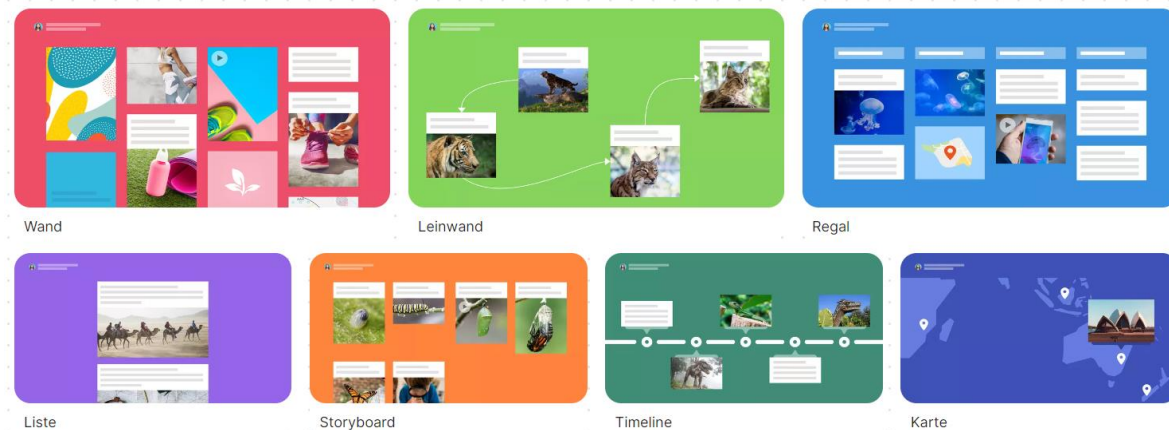 Wand
Leinwand
Regal
Liste
Storyboard
Timeline
Karte